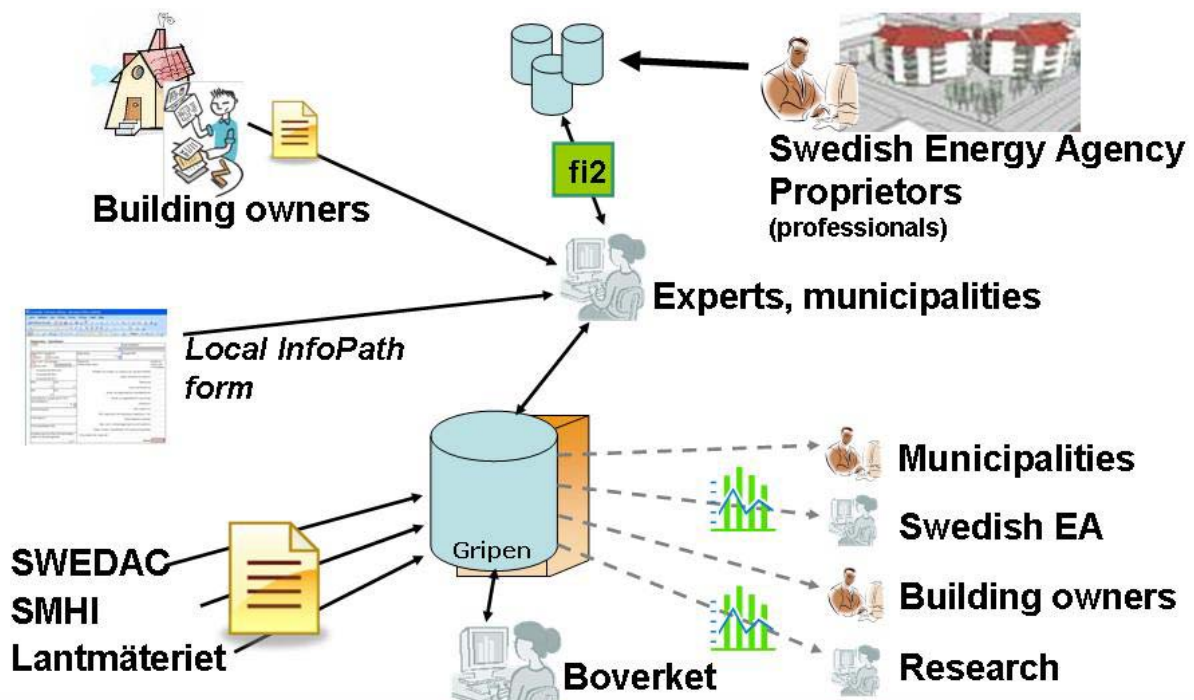 fi2
Swedish Energy Agency
Proprietors
(professionals)
Building owners
Experts, municipalities
Local InfoPath
form
Gripen
Municipalities
Swedish EA
Building owners
Research
SWEDAC
SMHI
Lantmäteriet
Boverket